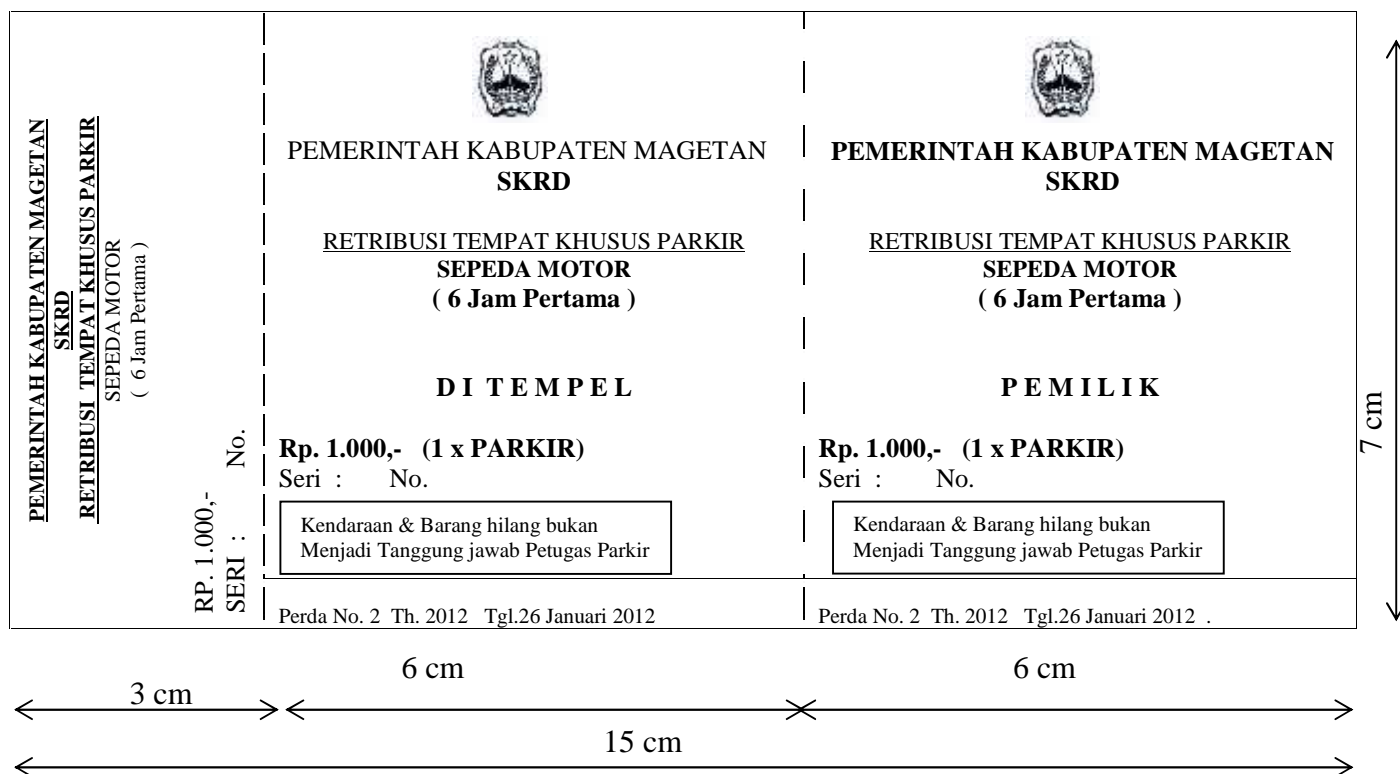 PEMERINTAH KABUPATEN MAGETAN
SKRD
RETRIBUSI TEMPAT KHUSUS PARKIR
SEPEDA MOTOR
( 6 Jam Pertama )
RP. 1.000,-
SERI : No.
PEMERINTAH KABUPATEN MAGETAN
SKRD
RETRIBUSI TEMPAT KHUSUS PARKIR
SEPEDA MOTOR
( 6 Jam Pertama )
D I T E M P E L
Rp. 1.000,- (1 x PARKIR)
Seri : No.
Kendaraan & Barang hilang bukan
Menjadi Tanggung jawab Petugas Parkir
Perda No. 2 Th. 2012 Tgl.26 Januari 2012
PEMERINTAH KABUPATEN MAGETAN
SKRD
RETRIBUSI TEMPAT KHUSUS PARKIR
SEPEDA MOTOR
( 6 Jam Pertama )
P E M I L I K
Rp. 1.000,- (1 x PARKIR)
Seri : No.
Kendaraan & Barang hilang bukan
Menjadi Tanggung jawab Petugas Parkir
Perda No. 2 Th. 2012 Tgl.26 Januari 2012 .
7 cm
3 cm
6 cm
6 cm
15 cm